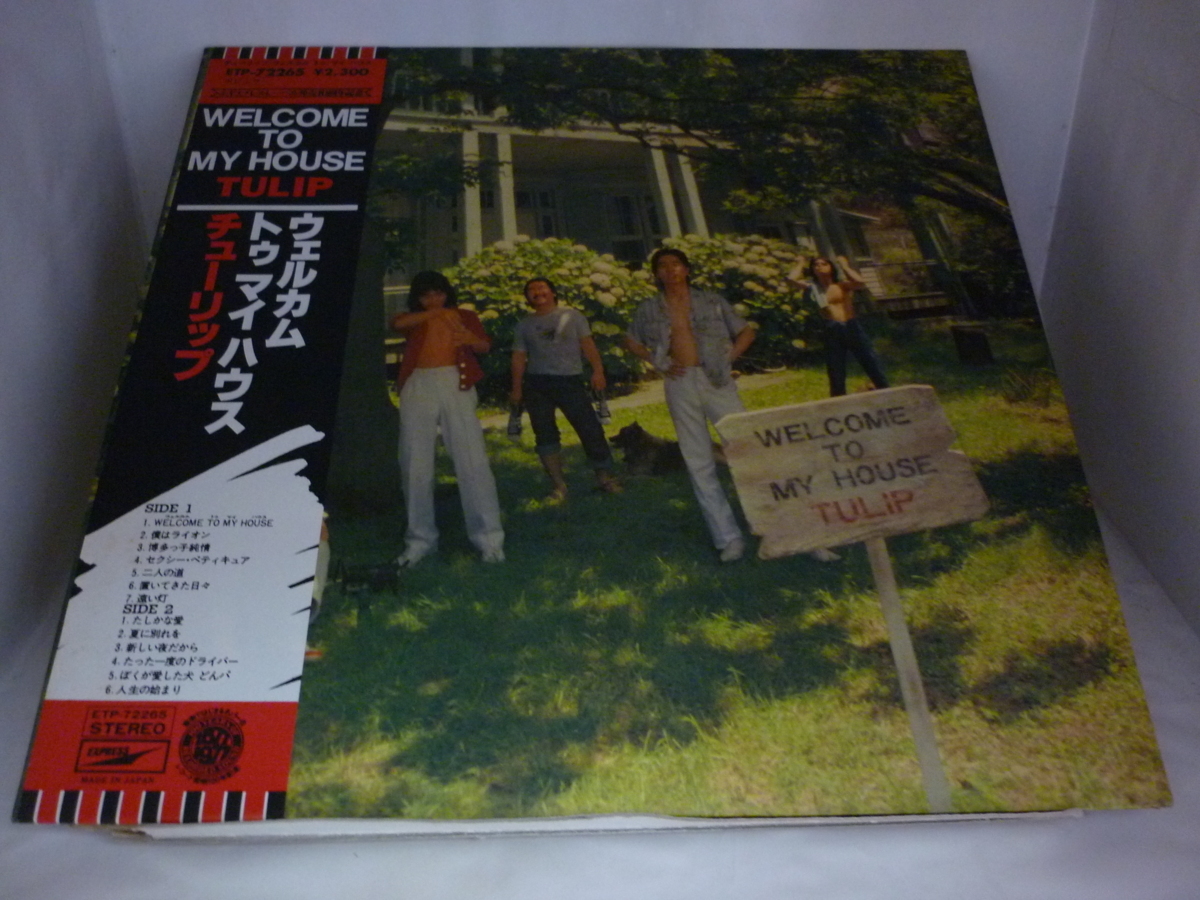 ETP-72265 ¥2,300
WELCOME
TO
MY HOUSE
TULIP
ウェルカム
トゥ マイ ハウス
チューリップ
SIDE 1
1. WELCOME TO MY HOUSE
2. 僕はライオン
3. 博多っ子純情
4. セクシー・ペティキュア
5. 二人の道
6. 置いてきた日々
7. 遠い灯
SIDE 2
1. たしかな愛
2. 夏に別れを
3. 新しい夜だから
4. たった一度のドライバー
5. ぼくが愛した犬 どんパ
6. 人生の始まり
ETP-72265
STEREO
EXPRESS
MADE IN JAPAN
WELCOME
TO
MY HOUSE
TULIP